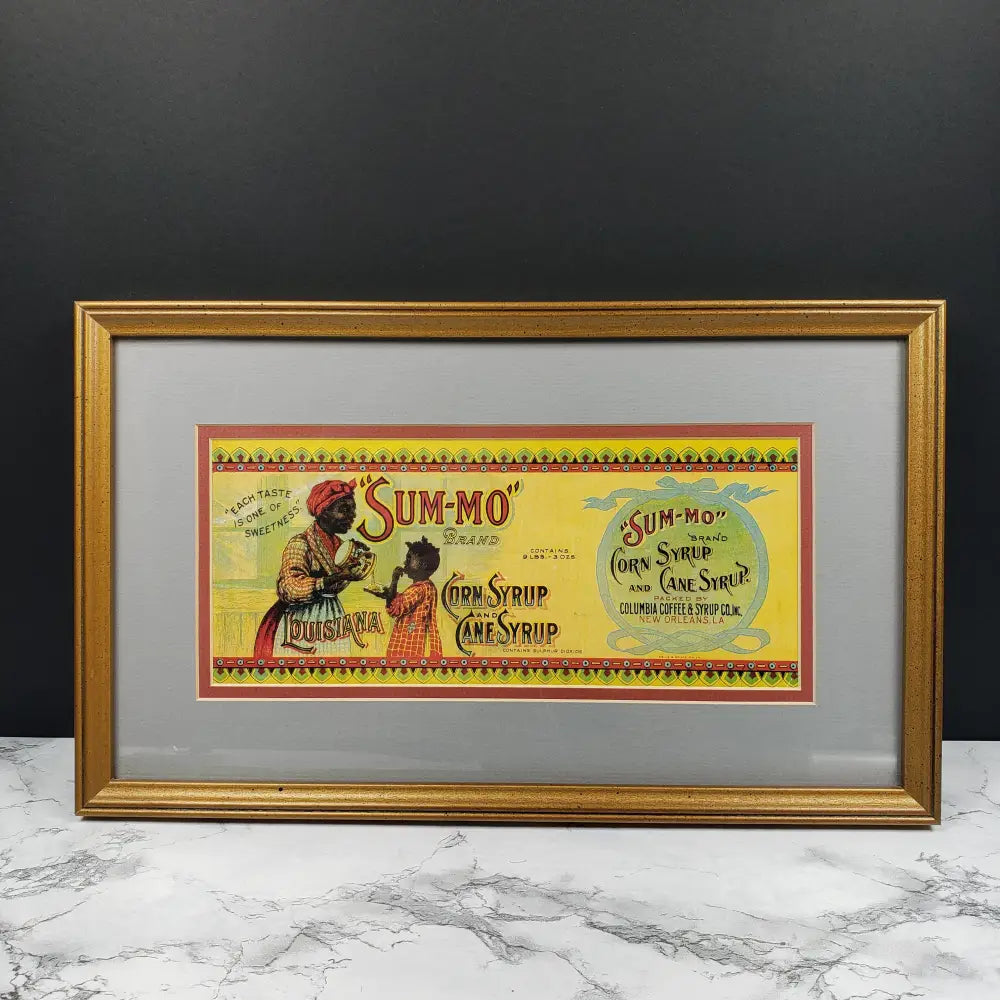 "EACH TASTE
IS ONE OF
SWEETNESS."
"SUM-MO"
BRAND
LOUISIANA
CONTAINS
9 LBS. - 3 OZS.
CORN SYRUP
AND
CANE SYRUP
CONTAINS SULPHUR DIOXIDE
"SUM-MO"
BRAND
CORN SYRUP
AND CANE SYRUP.
PACKED BY
COLUMBIA COFFEE & SYRUP CO., INC.
NEW ORLEANS, LA